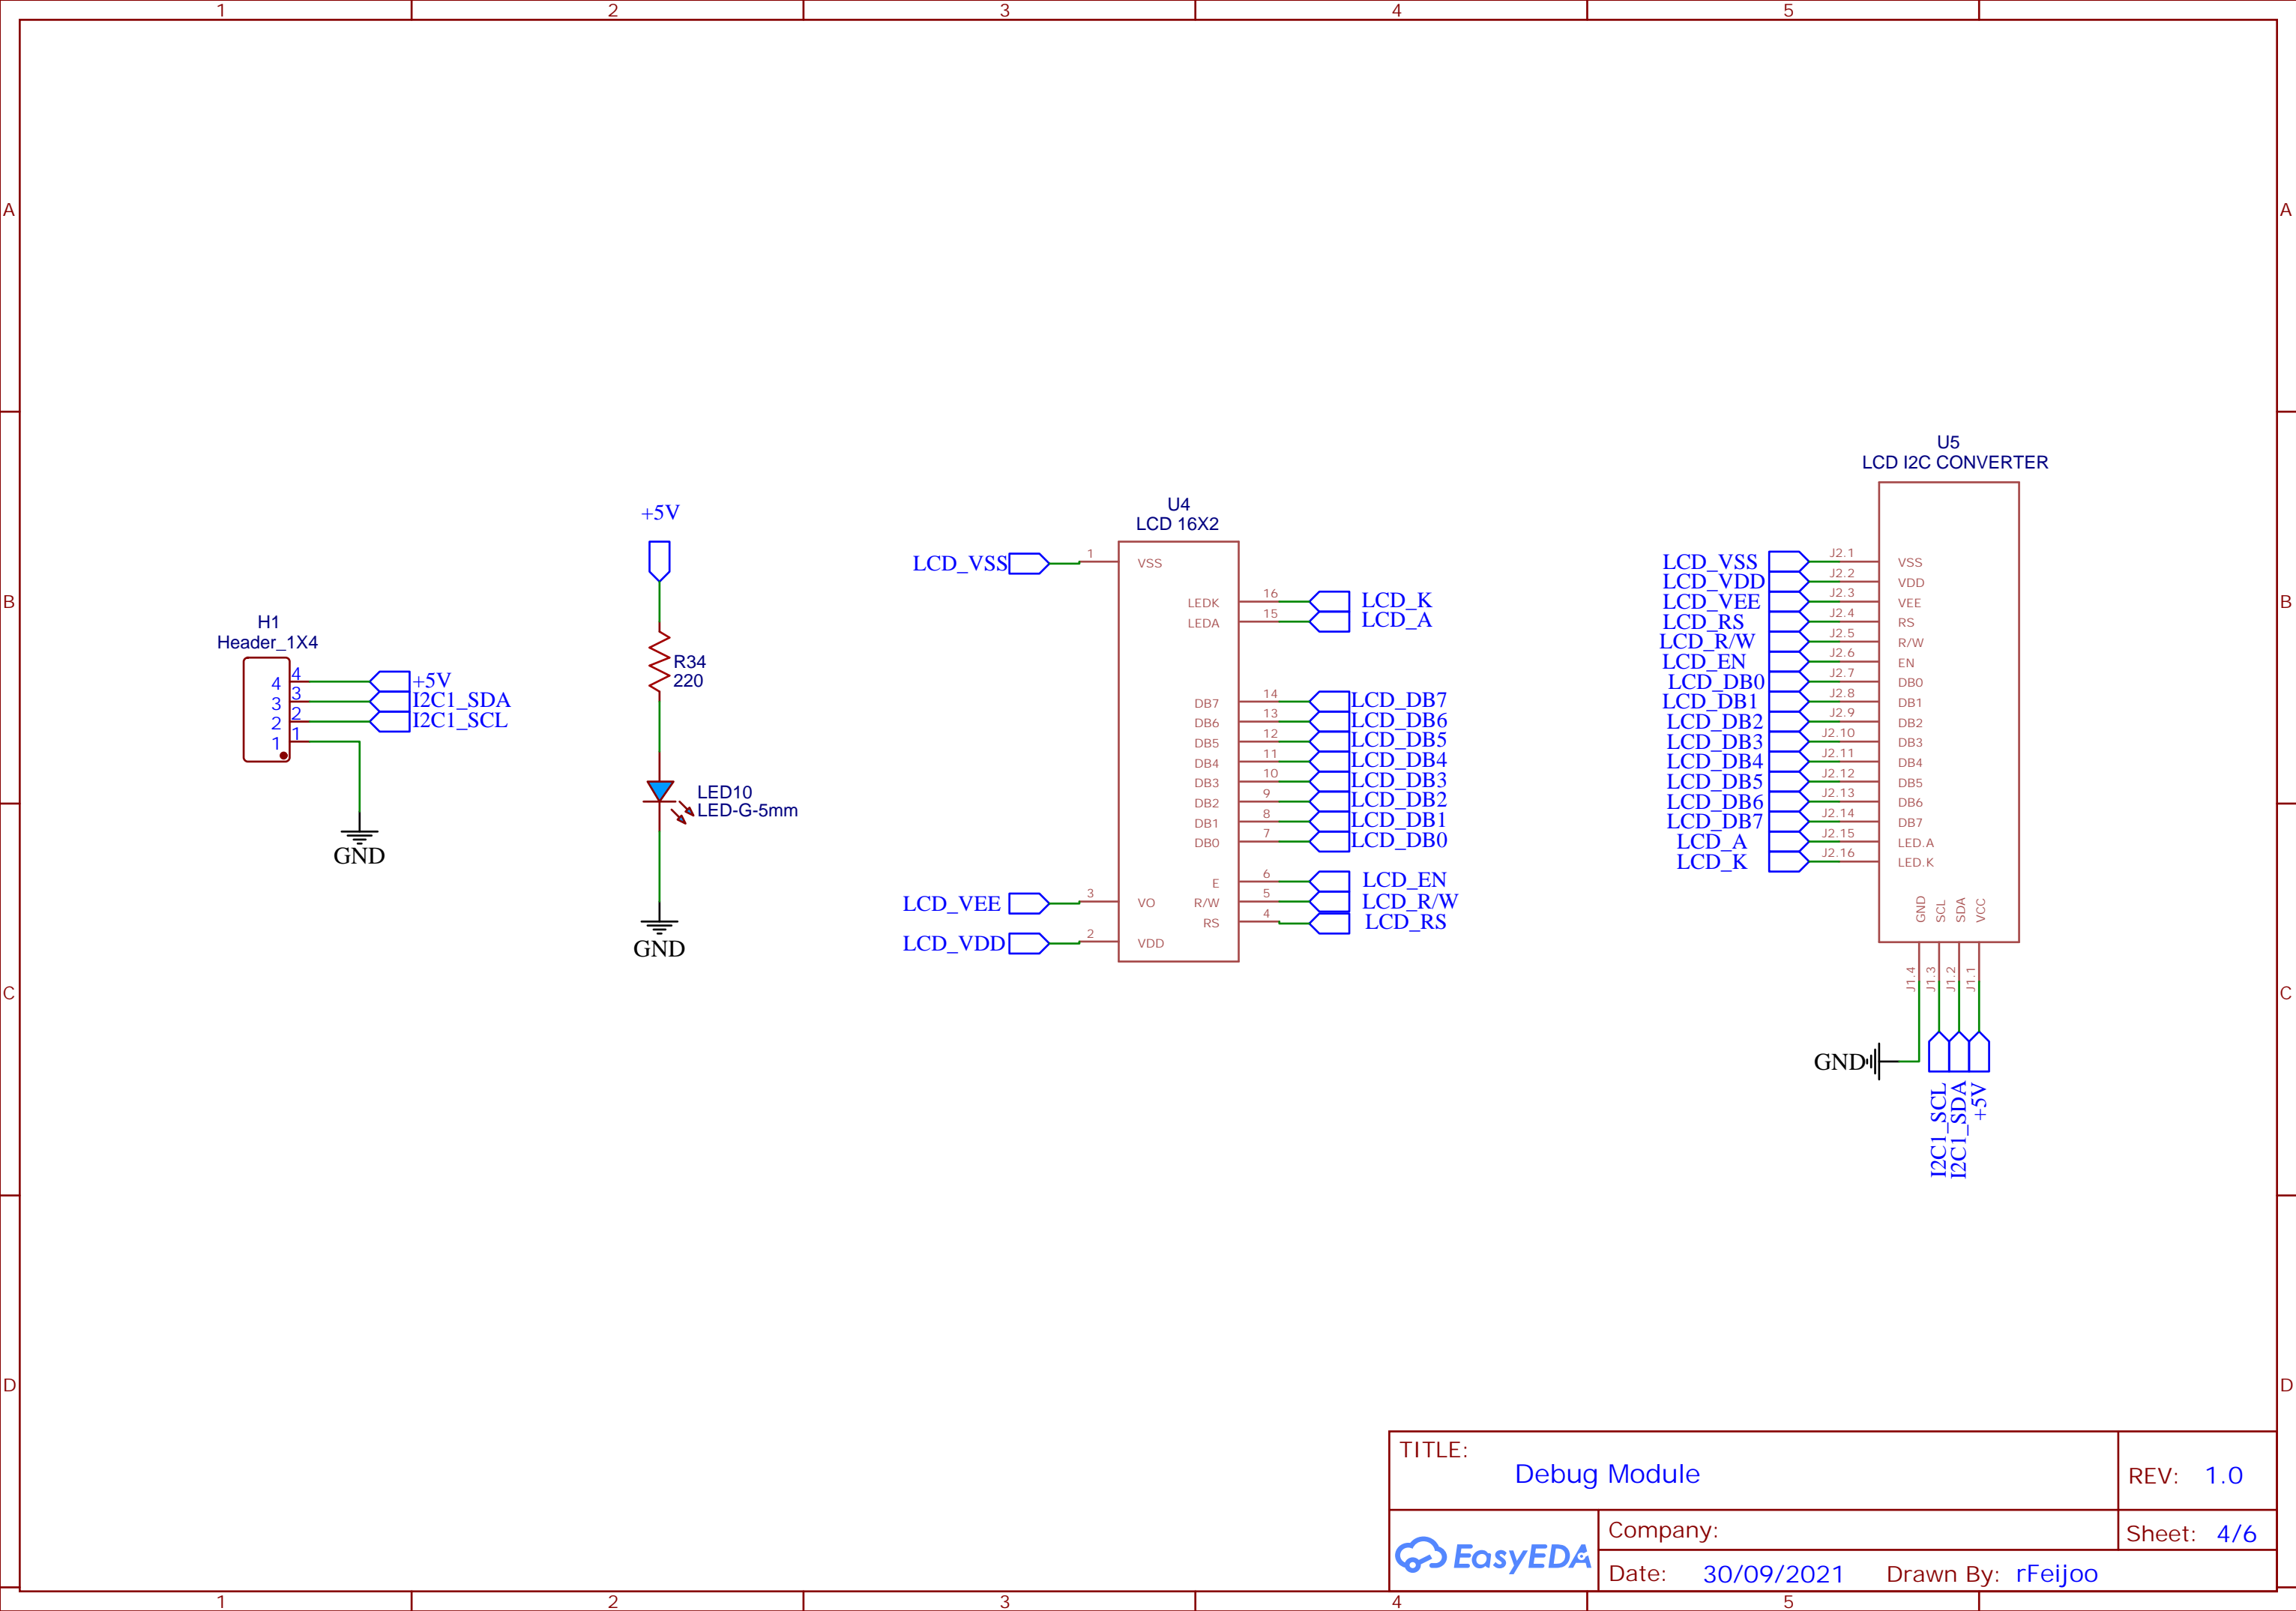 1 2 3 4 5
A A
B B
C C
D D
1 2 3 4 5
H1
Header_1X4
4 4 +5V
3 3 I2C1_SDA
2 2 I2C1_SCL
1 1
GND
+5V
R34
220
LED10
LED-G-5mm
GND
U4
LCD 16X2
LCD_VSS 1 VSS
LEDK 16 LCD_K
LEDA 15 LCD_A
DB7 14 LCD_DB7
DB6 13 LCD_DB6
DB5 12 LCD_DB5
DB4 11 LCD_DB4
DB3 10 LCD_DB3
DB2 9 LCD_DB2
DB1 8 LCD_DB1
DB0 7 LCD_DB0
E 6 LCD_EN
LCD_VEE 3 VO R/W 5 LCD_R/W
RS 4 LCD_RS
LCD_VDD 2 VDD
U5
LCD I2C CONVERTER
LCD_VSS J2.1 VSS
LCD_VDD J2.2 VDD
LCD_VEE J2.3 VEE
LCD_RS J2.4 RS
LCD_R/W J2.5 R/W
LCD_EN J2.6 EN
LCD_DB0 J2.7 DB0
LCD_DB1 J2.8 DB1
LCD_DB2 J2.9 DB2
LCD_DB3 J2.10 DB3
LCD_DB4 J2.11 DB4
LCD_DB5 J2.12 DB5
LCD_DB6 J2.13 DB6
LCD_DB7 J2.14 DB7
LCD_A J2.15 LED.A
LCD_K J2.16 LED.K
GND SCL SDA VCC
J1.4 J1.3 J1.2 J1.1
GND
I2C1_SCL
I2C1_SDA
+5V
TITLE:
Debug Module
REV: 1.0
EasyEDA
Company:
Sheet: 4/6
Date: 30/09/2021 Drawn By: rFeijoo